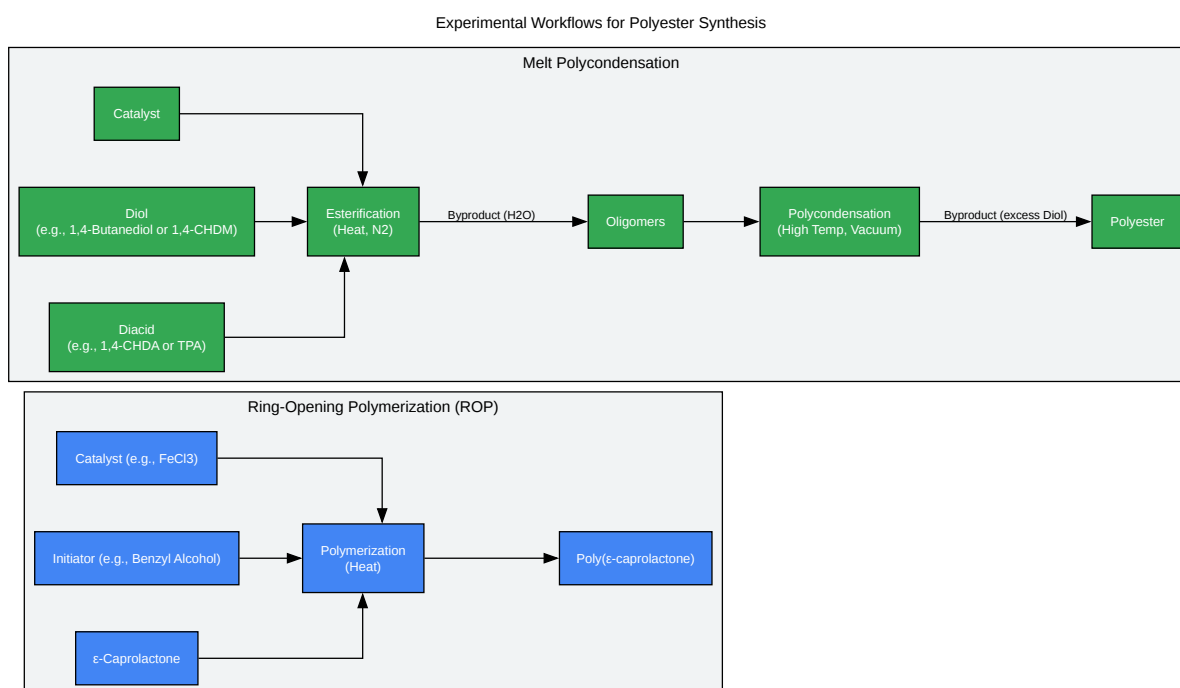 Experimental Workflows for Polyester Synthesis
Melt Polycondensation
Catalyst
Diol
(e.g., 1,4-Butanediol or 1,4-CHDM)
Esterification
(Heat, N2)
Byproduct (H2O)
Oligomers
Polycondensation
(High Temp, Vacuum)
Byproduct (excess Diol)
Polyester
Diacid
(e.g., 1,4-CHDA or TPA)
Ring-Opening Polymerization (ROP)
Catalyst (e.g., FeCl3)
Initiator (e.g., Benzyl Alcohol)
Polymerization
(Heat)
Poly(ε-caprolactone)
ε-Caprolactone